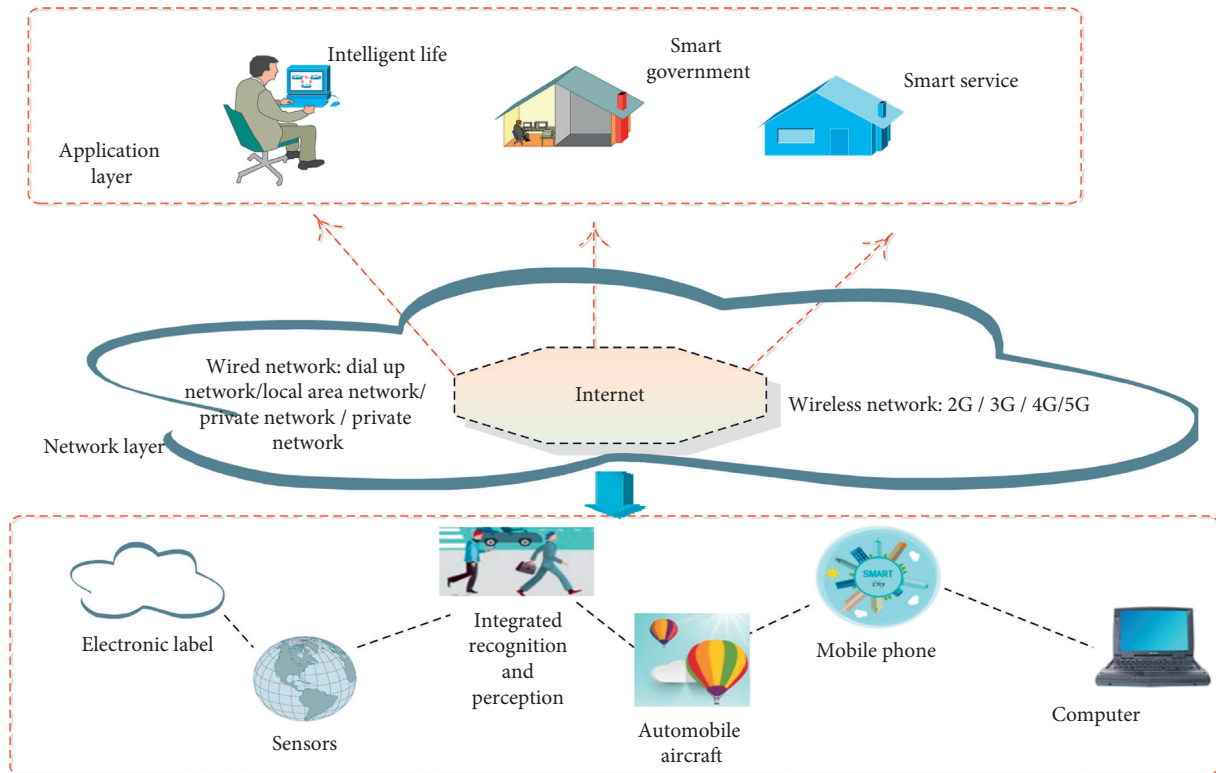 Intelligent life
Smart
government
Smart service
Application
layer
Wired network: dial up
network/local area network/
private network / private
network
Internet
Wireless network: 2G / 3G / 4G/5G
Network layer
Electronic label
Sensors
Integrated
recognition
and
perception
Automobile
aircraft
SMART
City
Mobile phone
Computer